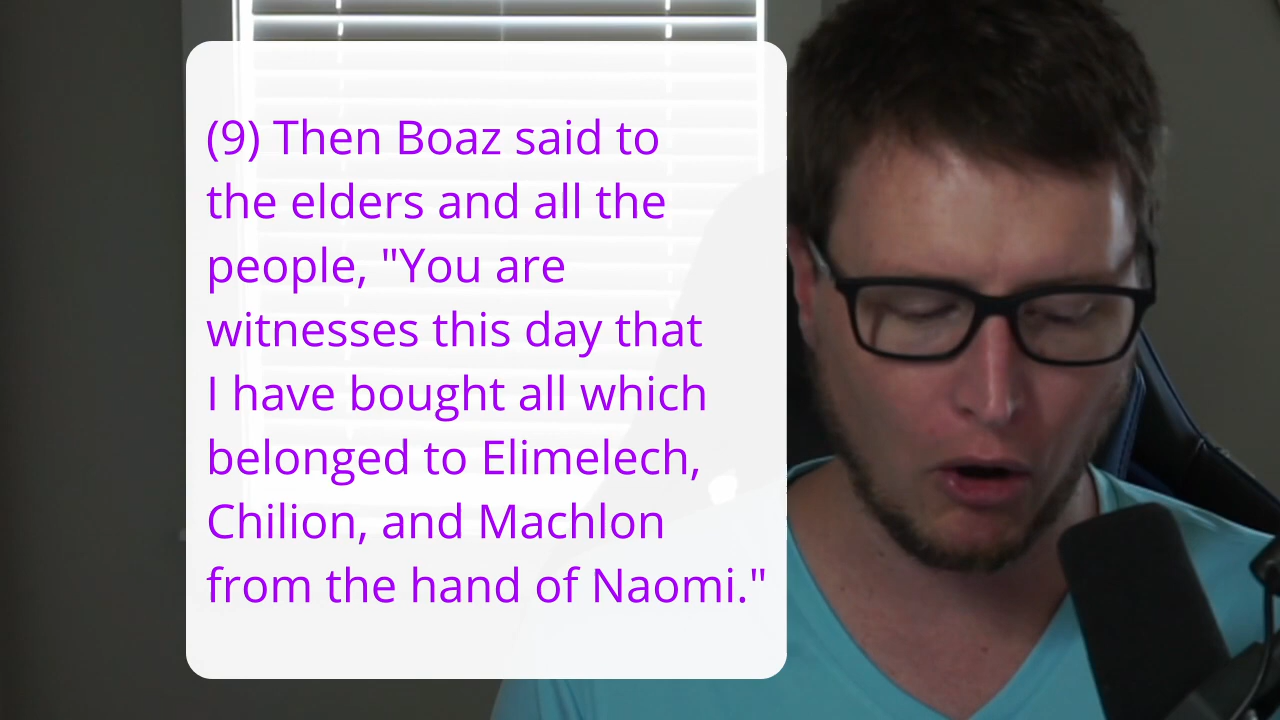 (9) Then Boaz said to
the elders and all the
people, "You are
witnesses this day that
I have bought all which
belonged to Elimelech,
Chilion, and Machlon
from the hand of Naomi."